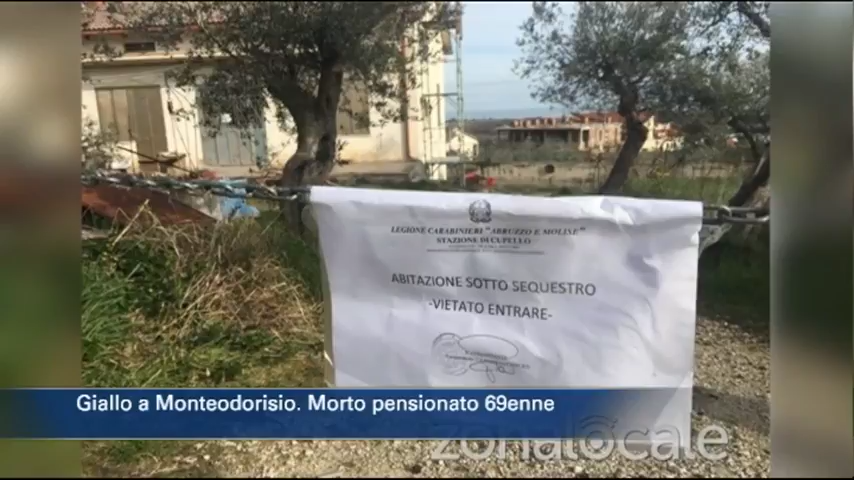 LEGIONE CARABINIERI "ABRUZZO E MOLISE"
STAZIONE DI CUPELLO
ABITAZIONE SOTTO SEQUESTRO
-VIETATO ENTRARE-
Giallo a Monteodorisio. Morto pensionato 69enne
zonalocale